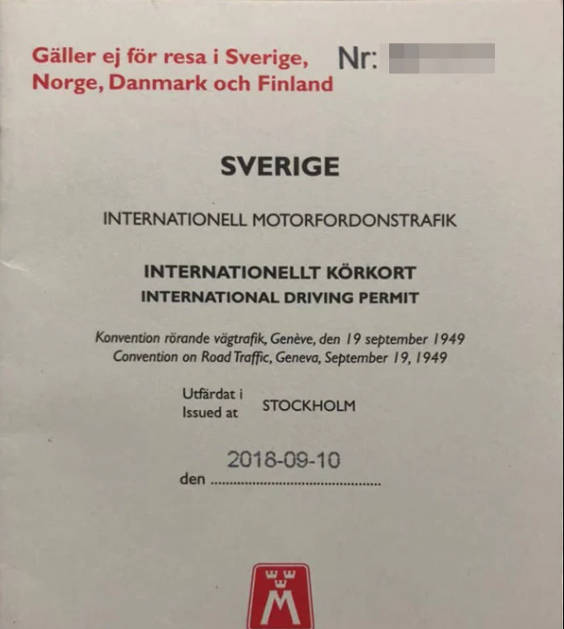 Gäller ej för resa i Sverige,
Norge, Danmark och Finland
Nr:
SVERIGE
INTERNATIONELL MOTORFORDONSTRAFIK
INTERNATIONELLT KÖRKORT
INTERNATIONAL DRIVING PERMIT
Konvention rörande vägtrafik, Genève, den 19 september 1949
Convention on Road Traffic, Geneva, September 19, 1949
Utfärdat i
Issued at STOCKHOLM
2018-09-10
den ........................................
M